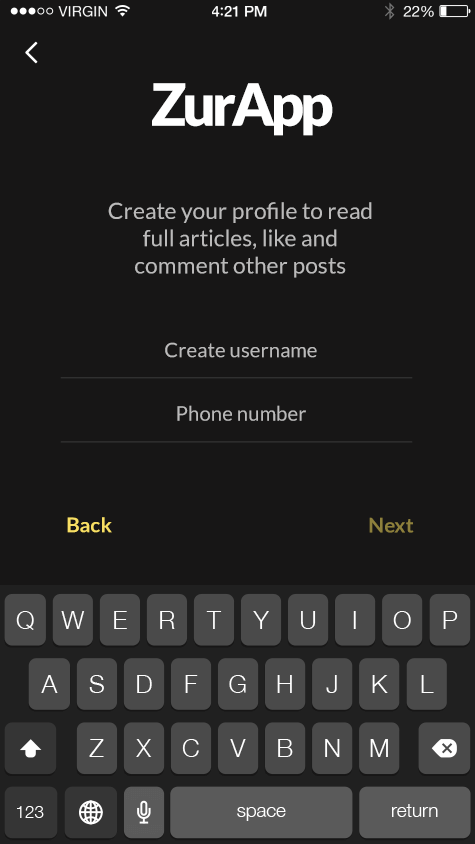 VIRGIN 4:21 PM 22%
ZurApp
Create your profile to read
full articles, like and
comment other posts
Create username
Phone number
Back Next
Q W E R T Y U I O P
A S D F G H J K L
Z X C V B N M
123 space return